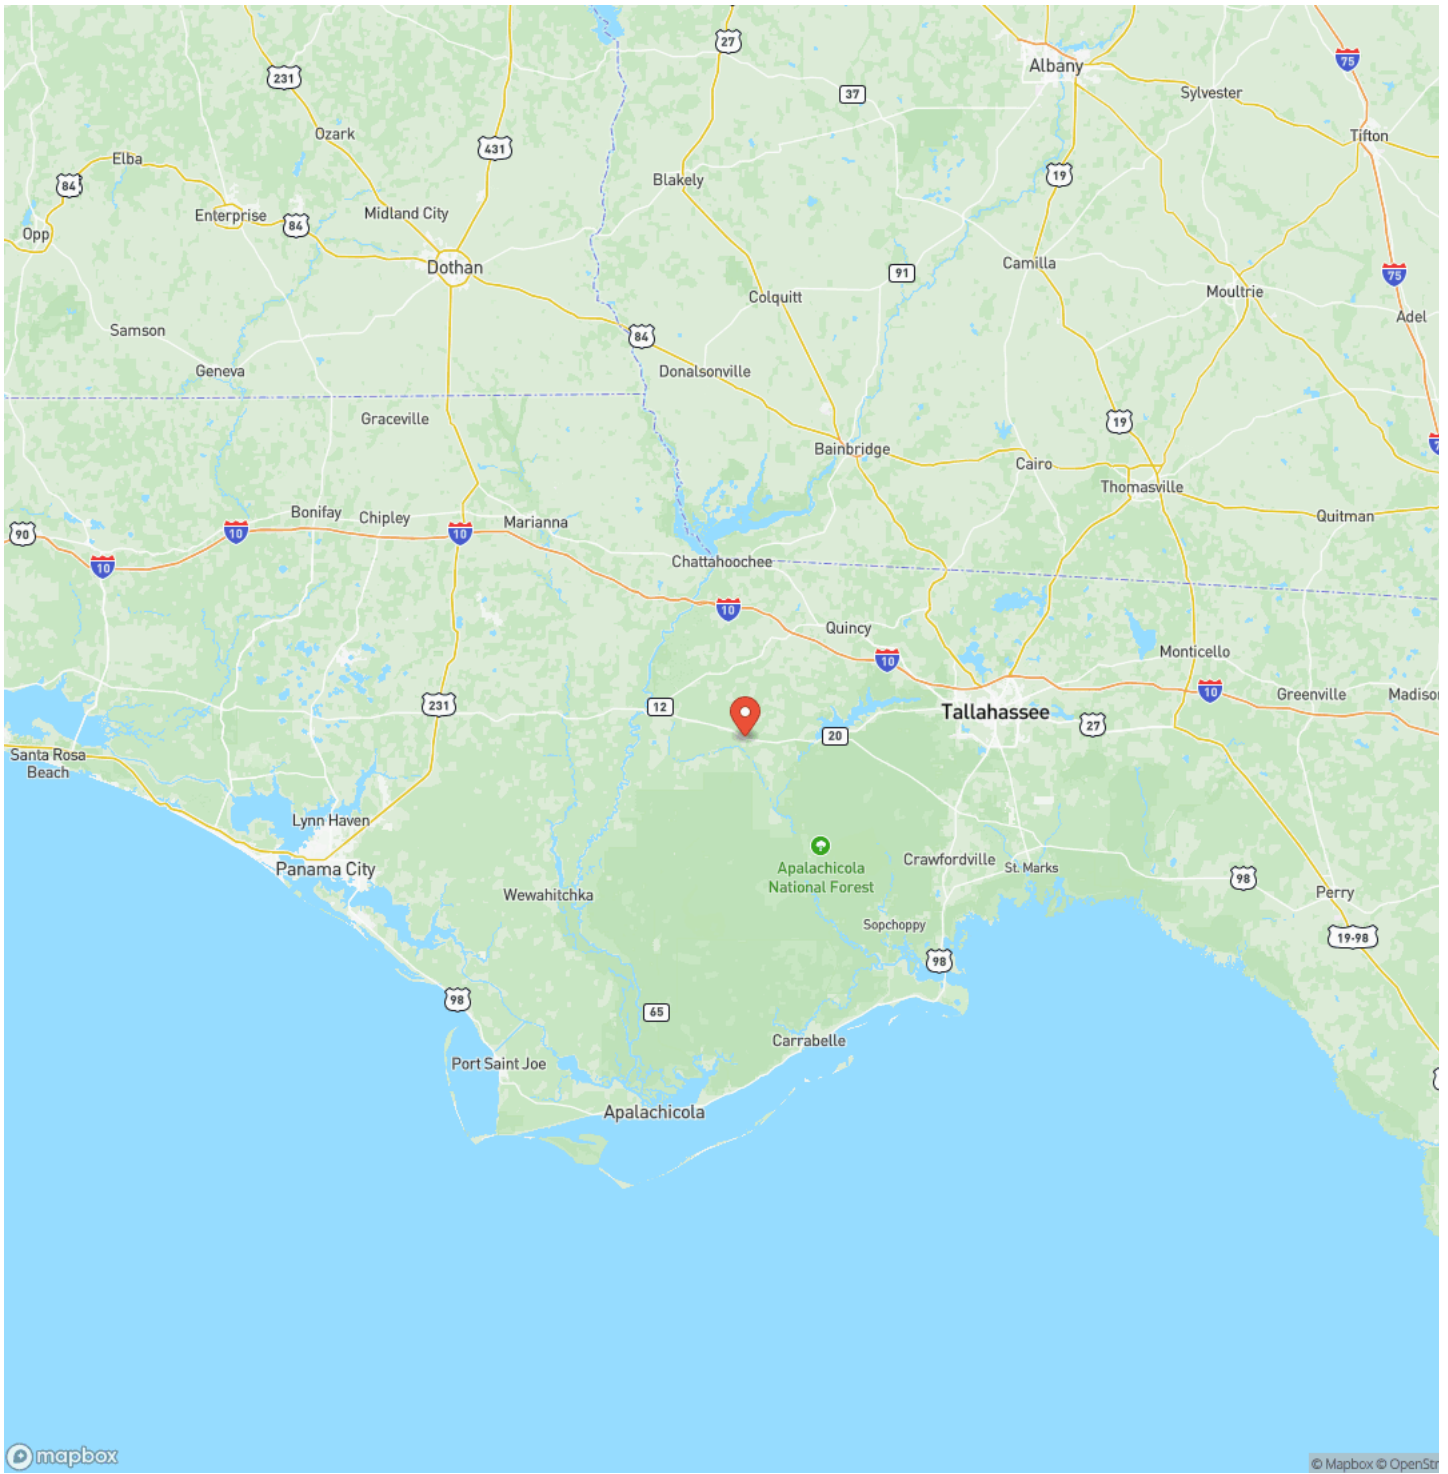 27
Albany
75
231
37
Sylvester
Ozark
Tifton
431
Elba
84
Blakely
19
Enterprise
Midland City
84
Opp
Dothan
Camilla
91
75
Colquitt
Moultrie
Adel
Samson
84
Geneva
Donalsonville
Graceville
19
Bainbridge
Cairo
Thomasville
Bonifay
Chipley
Marianna
Quitman
90
10
10
10
Chattahoochee
10
Quincy
Monticello
10
10
Greenville
Madiso
231
12
Tallahassee
27
20
Santa Rosa
Beach
Lynn Haven
Panama City
Apalachicola
National Forest
Crawfordville
St. Marks
98
Perry
Wewahitchka
Sopchoppy
19-98
98
98
65
Carrabelle
Port Saint Joe
Apalachicola
mapbox
© Mapbox © OpenStr